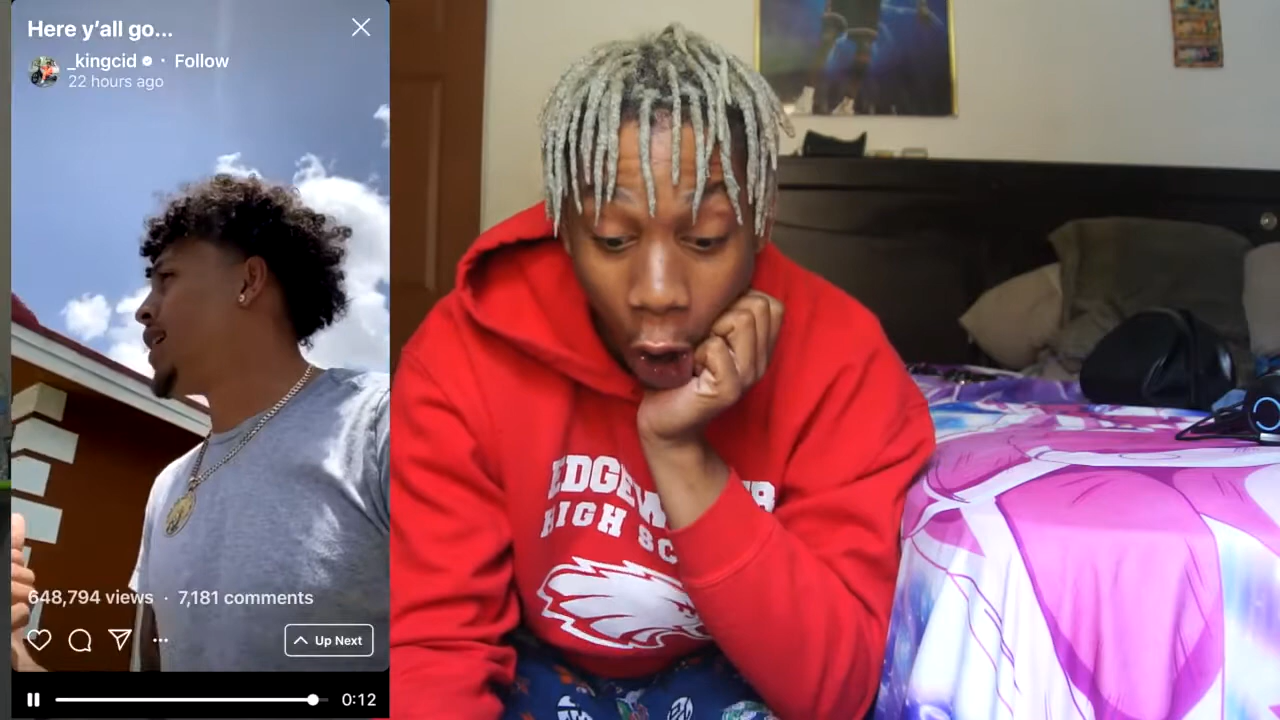 Here y’all go...
_kingcid · Follow
22 hours ago
648,794 views · 7,181 comments
Up Next
0:12
HIGH